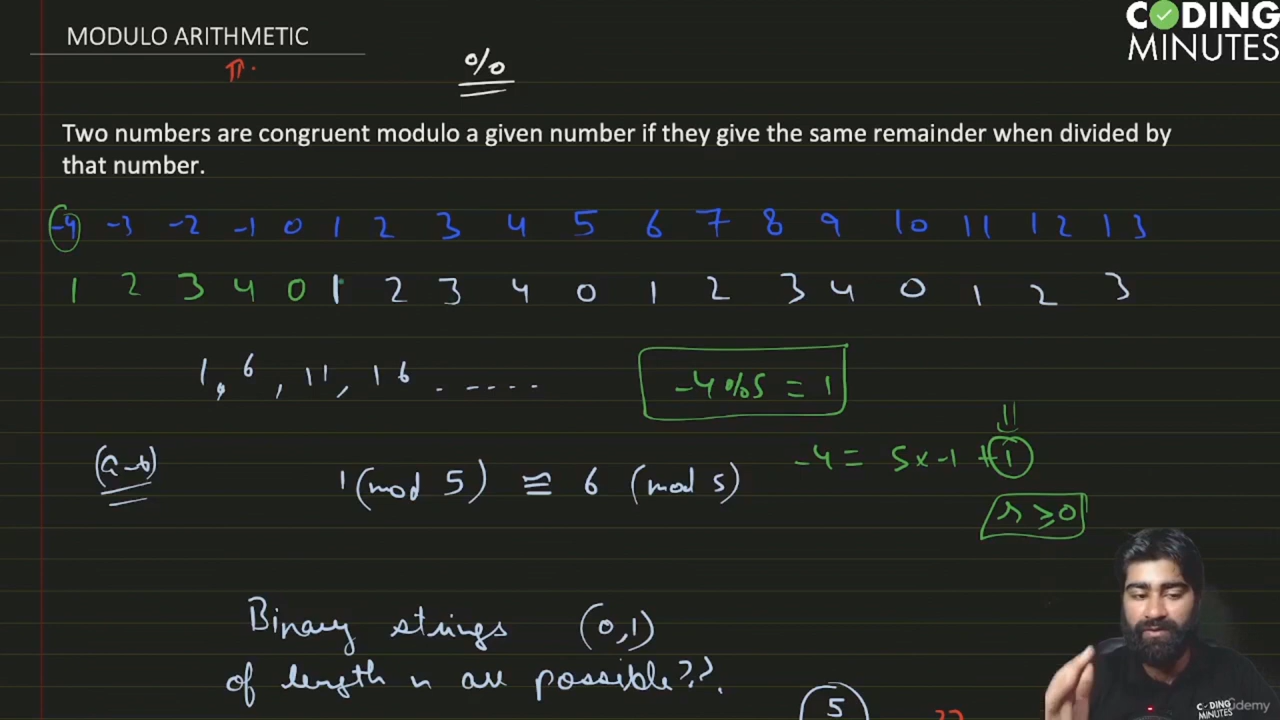 MODULO ARITHMETIC
CODING
MINUTES
%
Two numbers are congruent modulo a given number if they give the same remainder when divided by
that number.
-4 -3 -2 -1 0 1 2 3 4 5 6 7 8 9 10 11 12 13
1 2 3 4 0 1 2 3 4 0 1 2 3 4 0 1 2 3
1, 6, 11, 16 ......
-4%5 = 1
(a-b)
1 (mod 5) ≅ 6 (mod 5)
-4 = 5x-1 + 1
r ≥ 0
Binary strings (0,1)
of length n are possible??.
5
??
CODING
MINUTES
Udemy